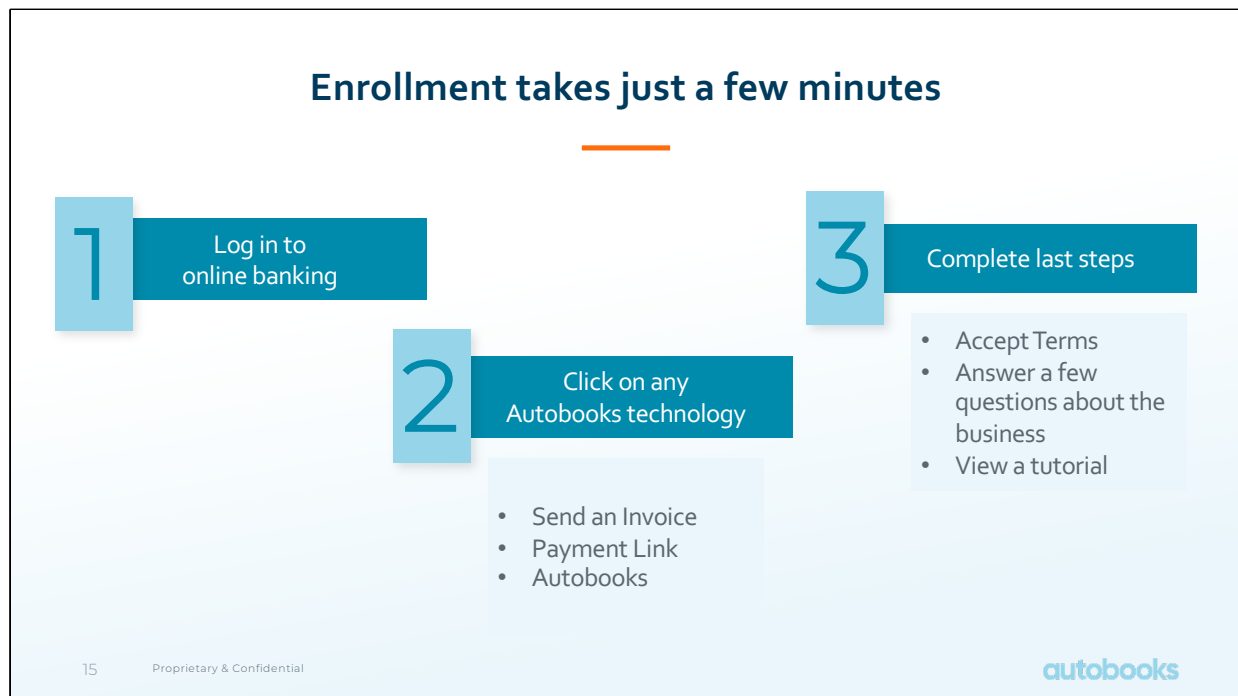 Enrollment takes just a few minutes
1
Log in to
online banking
2
Click on any
Autobooks technology
• Send an Invoice
• Payment Link
• Autobooks
3
Complete last steps
• Accept Terms
• Answer a few
questions about the
business
• View a tutorial
15
Proprietary & Confidential
autobooks